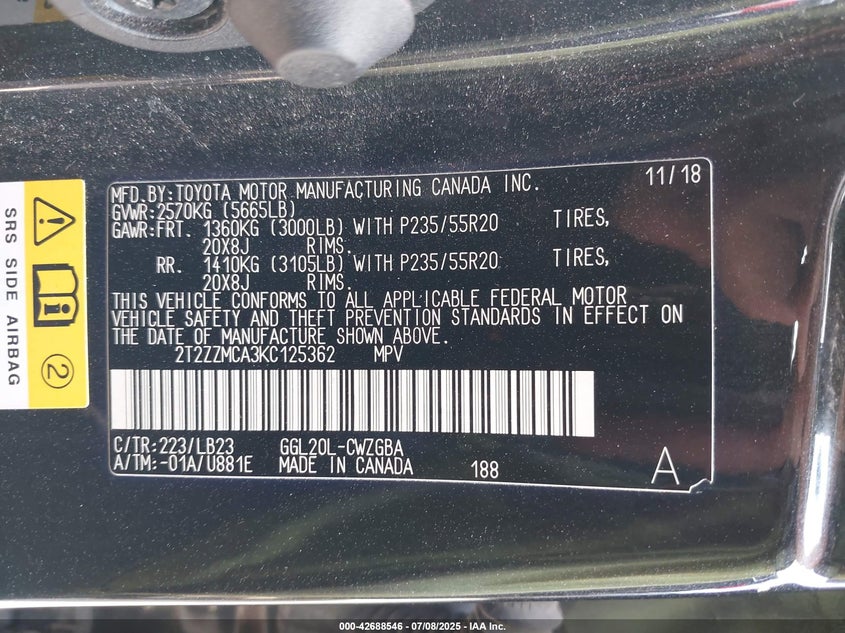 MFD.BY:TOYOTA MOTOR MANUFACTURING CANADA INC. 11/18
GVWR:2570KG (5665LB)
GAWR:FRT. 1360KG (3000LB) WITH P235/55R20 TIRES,
20X8J RIMS.
RR. 1410KG (3105LB) WITH P235/55R20 TIRES,
20X8J RIMS.
THIS VEHICLE CONFORMS TO ALL APPLICABLE FEDERAL MOTOR
VEHICLE SAFETY AND THEFT PREVENTION STANDARDS IN EFFECT ON
THE DATE OF MANUFACTURE SHOWN ABOVE.
2T2ZZMCA3KC125362 MPV
C/TR:223/LB23 GGL20L-CWZGBA
A/TM:-01A/U881E MADE IN CANADA 188 A
SRS SIDE AIRBAG
2
000-42688546 - 07/08/2025 - IAA Inc.